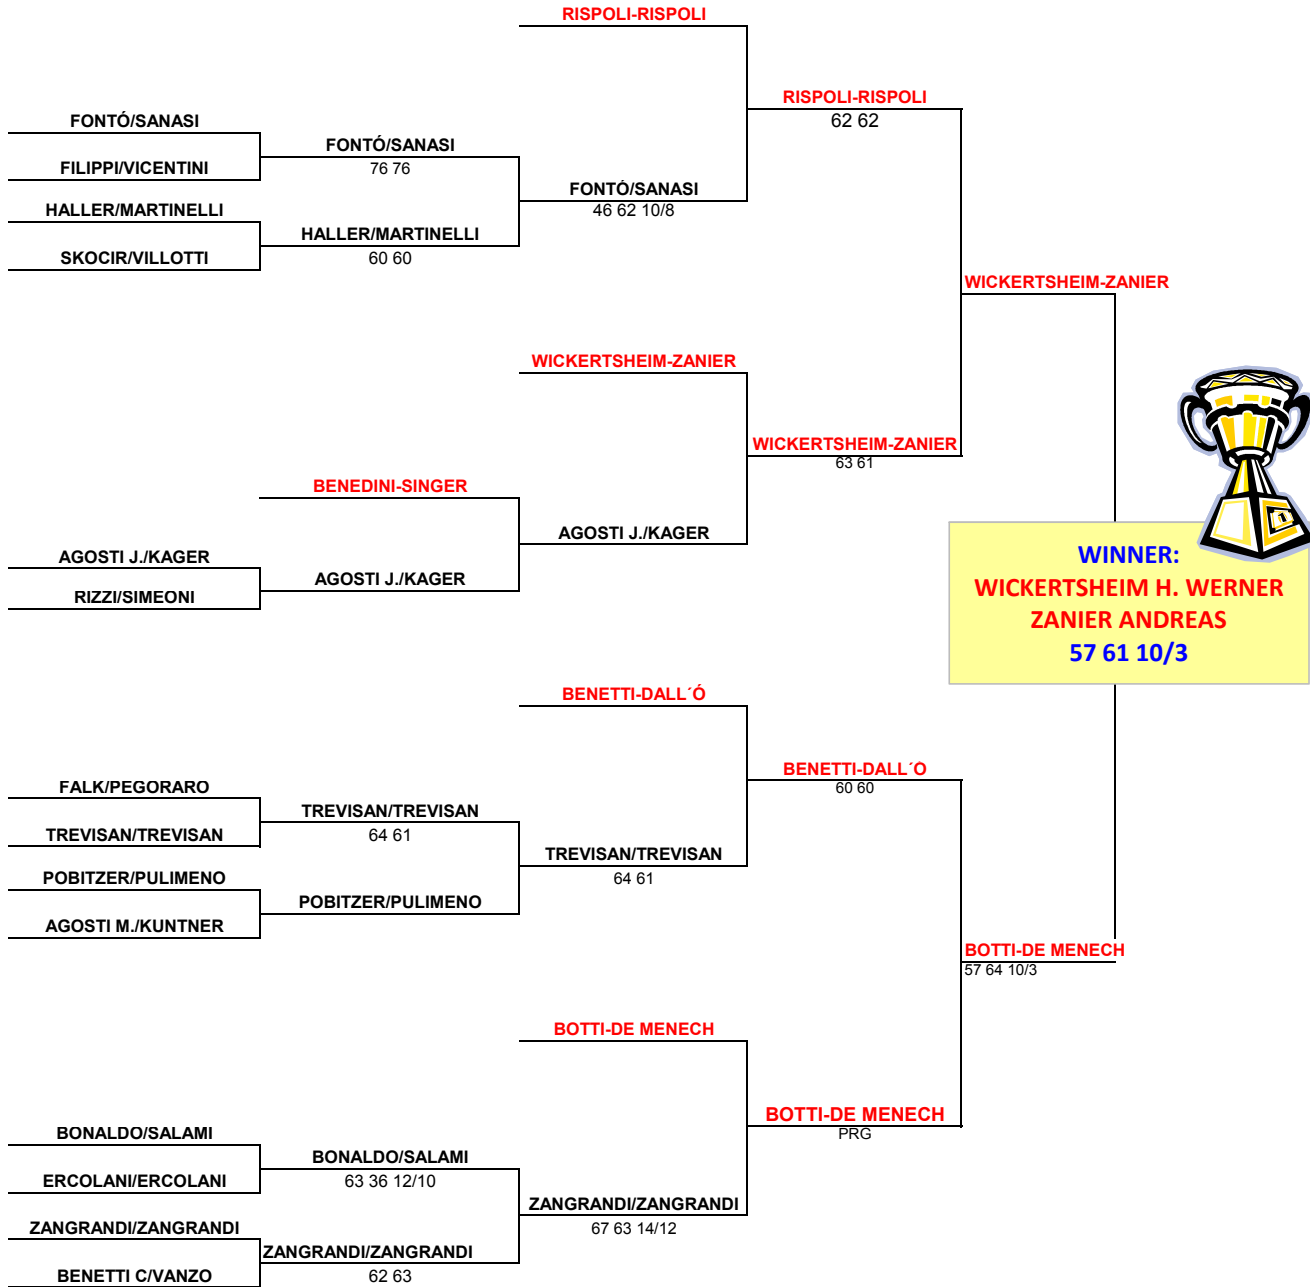 RISPOLI-RISPOLI
RISPOLI-RISPOLI
62 62
FONTÓ/SANASI
FONTÓ/SANASI
76 76
FILIPPI/VICENTINI
FONTÓ/SANASI
46 62 10/8
HALLER/MARTINELLI
HALLER/MARTINELLI
60 60
SKOCIR/VILLOTTI
WICKERTSHEIM-ZANIER
WICKERTSHEIM-ZANIER
WICKERTSHEIM-ZANIER
63 61
BENEDINI-SINGER
AGOSTI J./KAGER
AGOSTI J./KAGER
AGOSTI J./KAGER
RIZZI/SIMEONI
1
WINNER:
WICKERTSHEIM H. WERNER
ZANIER ANDREAS
57 61 10/3
BENETTI-DALL´Ó
BENETTI-DALL´Ó
60 60
FALK/PEGORARO
TREVISAN/TREVISAN
64 61
TREVISAN/TREVISAN
TREVISAN/TREVISAN
64 61
POBITZER/PULIMENO
POBITZER/PULIMENO
AGOSTI M./KUNTNER
BOTTI-DE MENECH
57 64 10/3
BOTTI-DE MENECH
BOTTI-DE MENECH
PRG
BONALDO/SALAMI
BONALDO/SALAMI
63 36 12/10
ERCOLANI/ERCOLANI
ZANGRANDI/ZANGRANDI
67 63 14/12
ZANGRANDI/ZANGRANDI
ZANGRANDI/ZANGRANDI
62 63
BENETTI C/VANZO